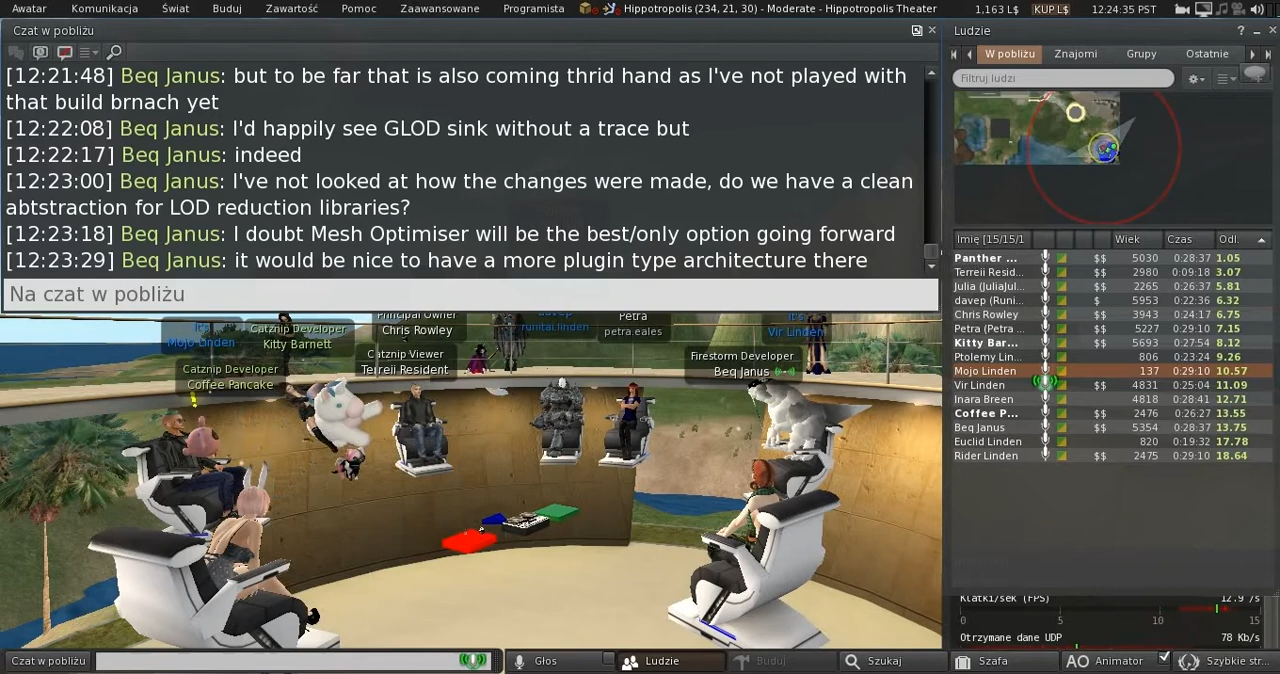 Awatar Komunikacja Świat Buduj Zawartość Pomoc Zaawansowane Programista Hippotropolis (234, 21, 30) - Moderate - Hippotropolis Theater 1,163 L$ KUP L$ 12:24:35 PST
Czat w pobliżu
[12:21:48] Beq Janus: but to be far that is also coming thrid hand as I've not played with
that build brnach yet
[12:22:08] Beq Janus: I'd happily see GLOD sink without a trace but
[12:22:17] Beq Janus: indeed
[12:23:00] Beq Janus: I've not looked at how the changes were made, do we have a clean
abtstraction for LOD reduction libraries?
[12:23:18] Beq Janus: I doubt Mesh Optimiser will be the best/only option going forward
[12:23:29] Beq Janus: it would be nice to have a more plugin type architecture there
Na czat w pobliżu
It's
Mojo Linden
Catznip Developer
Kitty Barnett
Principal Owner
Chris Rowley
davep
runitai.linden
Petra
petra.eales
It's
Vir Linden
Catznip Viewer
Terreii Resident
Firestorm Developer
Beq Janus
Catznip Developer
Coffee Pancake
Ludzie ?
W pobliżu Znajomi Grupy Ostatnie
Filtruj ludzi
Imię [15/15/1 Wiek Czas Odl.
Panther ... $$ 5030 0:28:37 1.05
Terreii Resid... $$ 2980 0:09:18 3.07
Julia (JuliaJul... $$ 2265 0:26:37 5.81
davep (Runi... $ 5953 0:22:36 6.32
Chris Rowley $$ 3943 0:24:17 6.75
Petra (Petra ... $$ 5227 0:29:10 7.15
Kitty Bar... $$ 5693 0:27:54 8.12
Ptolemy Lin... 806 0:23:24 9.26
Mojo Linden 137 0:29:10 10.57
Vir Linden $$ 4831 0:25:04 11.09
Inara Breen 4818 0:28:41 12.71
Coffee P... $$ 2476 0:26:27 13.55
Beq Janus $$ 5354 0:28:37 13.75
Euclid Linden 820 0:19:32 17.78
Rider Linden $$ 2475 0:29:10 18.64
Klatki/sek (FPS) 12.9 /s
0 5 10 15
Otrzymane dane UDP 78 Kb/s
Czat w pobliżu Głos Ludzie Buduj Szukaj Szafa AO Animator Szybkie str...